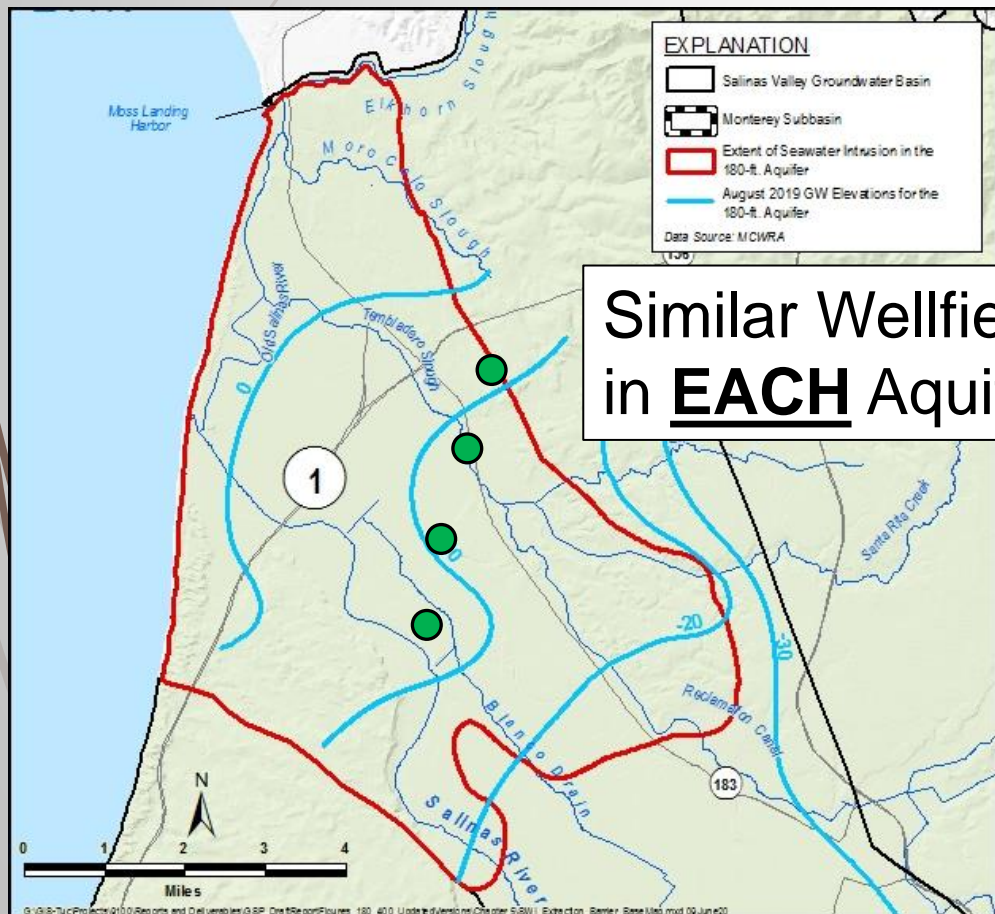 EXPLANATION
Salinas Valley Groundwater Basin
Monterey Subbasin
Extent of Seawater Intrusion in the
180-ft. Aquifer
August 2019 GW Elevations for the
180-ft. Aquifer
Data Source: MCWRA
Moss Landing
Harbor
Elkhorn Slough
Moro Cojo Slough
Old Salinas River
Tembladero Slough
Similar Wellfie
in EACH Aqui
0
1
Santa Rita Creek
-20
-30
Reclamation Canal
Blanco Drain
183
Salinas River
N
0 1 2 3 4
Miles